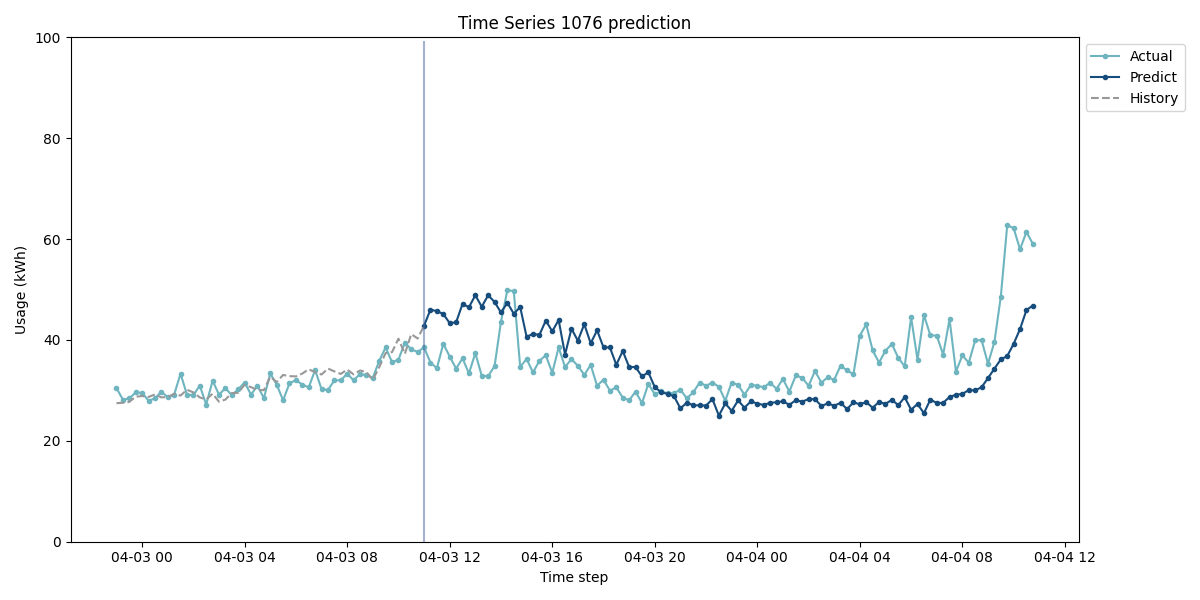 Time Series 1076 prediction
100
80
60
40
20
0
Usage (kWh)
04-03 00
04-03 04
04-03 08
04-03 12
04-03 16
04-03 20
04-04 00
04-04 04
04-04 08
04-04 12
Time step
Actual
Predict
History